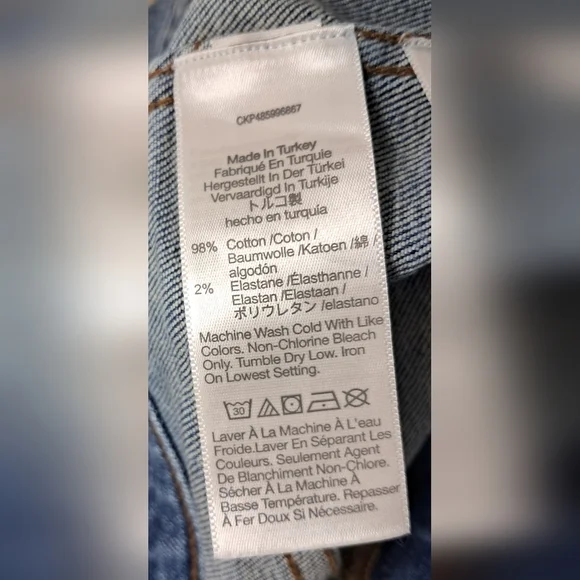 CKP485996867
Made In Turkey
Fabriqué En Turquie
Hergestellt In Der Türkei
Vervaardigd In Turkije
トルコ製
hecho en turquia
98% Cotton /Coton /
Baumwolle /Katoen /綿 /
algodón
2% Elastane /Élasthanne /
Elastan /Elastaan /
ポリウレタン /elastano
Machine Wash Cold With Like
Colors. Non-Chlorine Bleach
Only. Tumble Dry Low. Iron
On Lowest Setting.
30
Laver À La Machine À L'eau
Froide.Laver En Séparant Les
Couleurs. Seulement Agent
De Blanchiment Non-Chlore.
Sécher À La Machine À
Basse Température. Repasser
À Fer Doux Si Nécessaire.